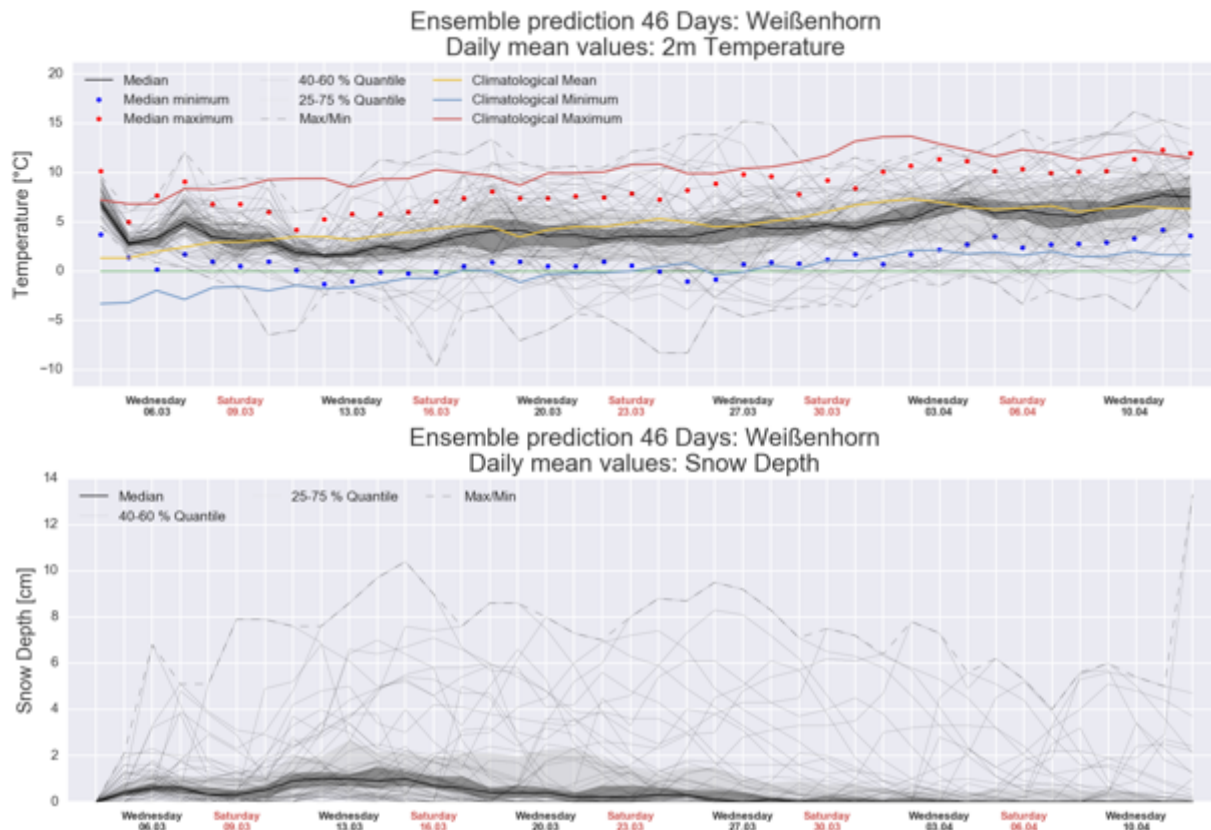 Ensemble prediction 46 Days: Weißenhorn
Daily mean values: 2m Temperature
Median
Median minimum
Median maximum
40-60 % Quantile
25-75 % Quantile
Max/Min
Climatological Mean
Climatological Minimum
Climatological Maximum
Temperature [°C]
20
15
10
5
0
−5
−10
Wednesday Saturday Wednesday Saturday Wednesday Saturday Wednesday Saturday Wednesday Saturday Wednesday
06.03 09.03 13.03 16.03 20.03 23.03 27.03 30.03 03.04 06.04 10.04
Ensemble prediction 46 Days: Weißenhorn
Daily mean values: Snow Depth
Median
40-60 % Quantile
25-75 % Quantile
Max/Min
Snow Depth [cm]
14
12
10
8
6
4
2
0
Wednesday Saturday Wednesday Saturday Wednesday Saturday Wednesday Saturday Wednesday Saturday Wednesday
06.03 09.03 13.03 16.03 20.03 23.03 27.03 30.03 03.04 06.04 10.04